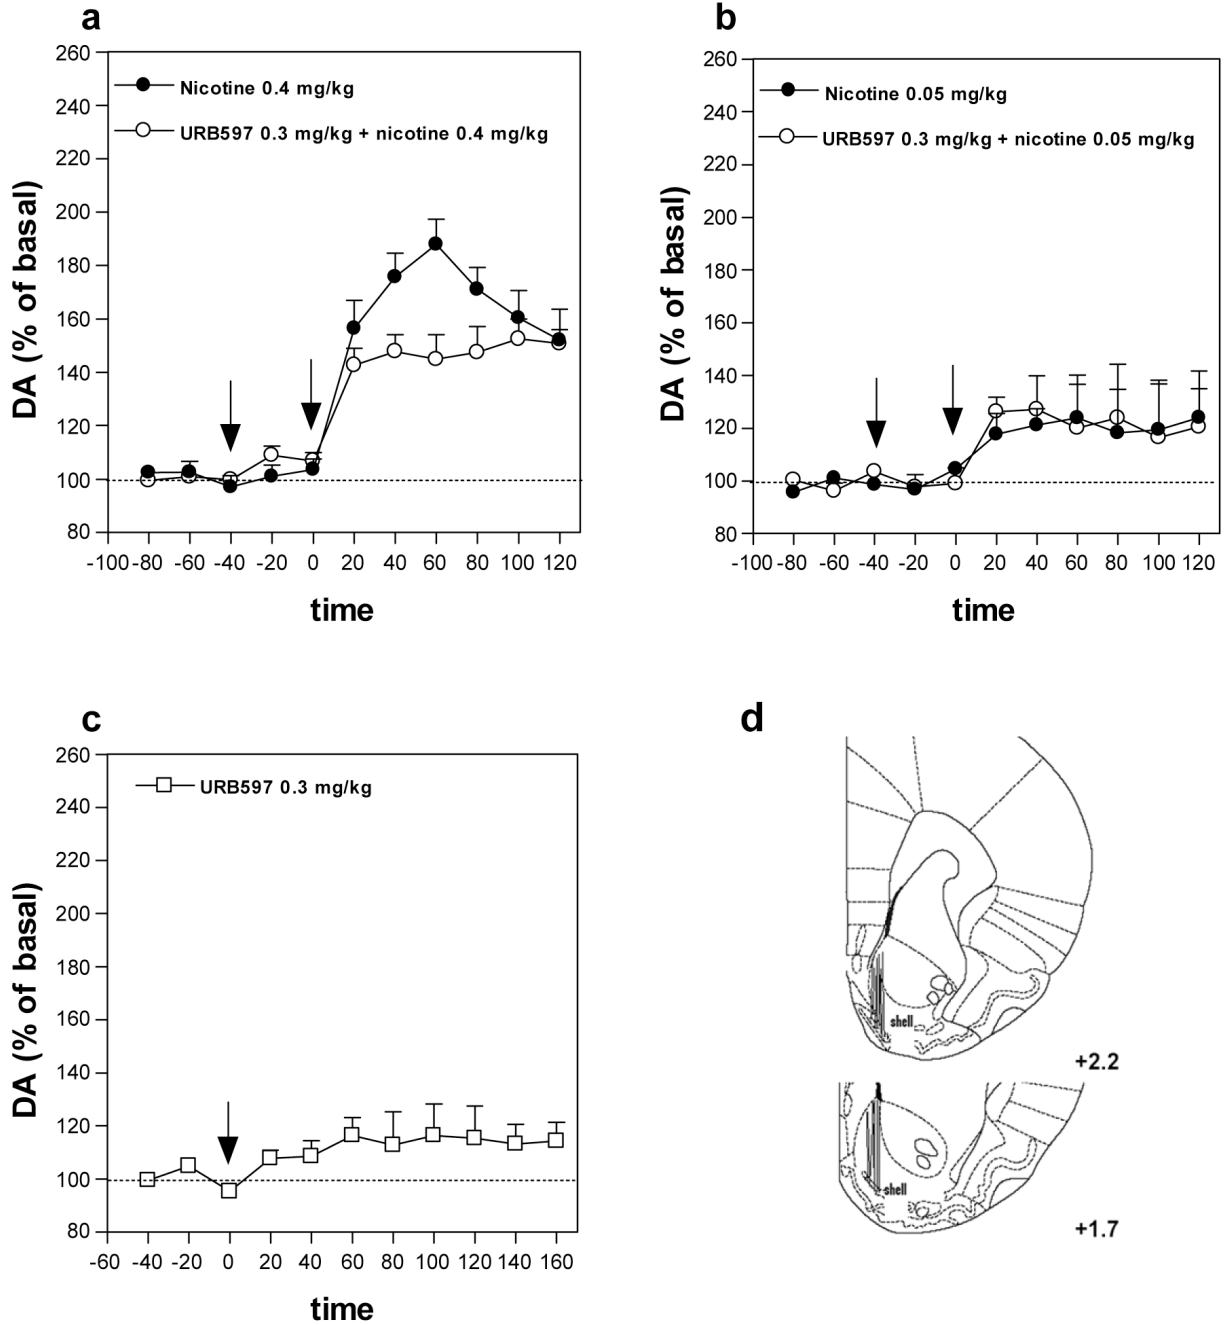 a
260
240
220
200
180
160
140
120
100
80
DA (% of basal)
Nicotine 0.4 mg/kg
URB597 0.3 mg/kg + nicotine 0.4 mg/kg
-100 -80 -60 -40 -20 0 20 40 60 80 100 120
time
b
260
240
220
200
180
160
140
120
100
80
DA (% of basal)
Nicotine 0.05 mg/kg
URB597 0.3 mg/kg + nicotine 0.05 mg/kg
-100 -80 -60 -40 -20 0 20 40 60 80 100 120
time
c
260
240
220
200
180
160
140
120
100
80
DA (% of basal)
URB597 0.3 mg/kg
-60 -40 -20 0 20 40 60 80 100 120 140 160
time
d
shell
+2.2
shell
+1.7